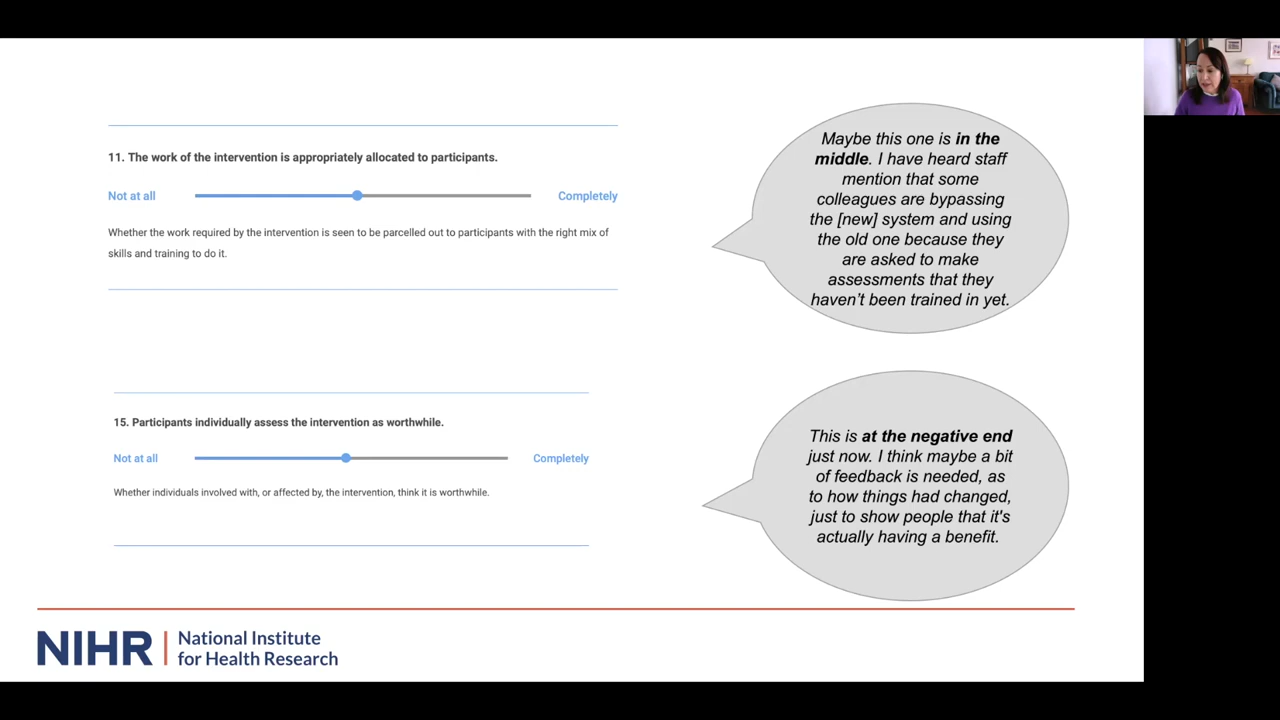 11. The work of the intervention is appropriately allocated to participants.
Not at all
Completely
Whether the work required by the intervention is seen to be parcelled out to participants with the right mix of
skills and training to do it.
Maybe this one is in the
middle. I have heard staff
mention that some
colleagues are bypassing
the [new] system and using
the old one because they
are asked to make
assessments that they
haven't been trained in yet.
15. Participants individually assess the intervention as worthwhile.
Not at all
Completely
Whether individuals involved with, or affected by, the intervention, think it is worthwhile.
This is at the negative end
just now. I think maybe a bit
of feedback is needed, as
to how things had changed,
just to show people that it's
actually having a benefit.
NIHR
National Institute
for Health Research